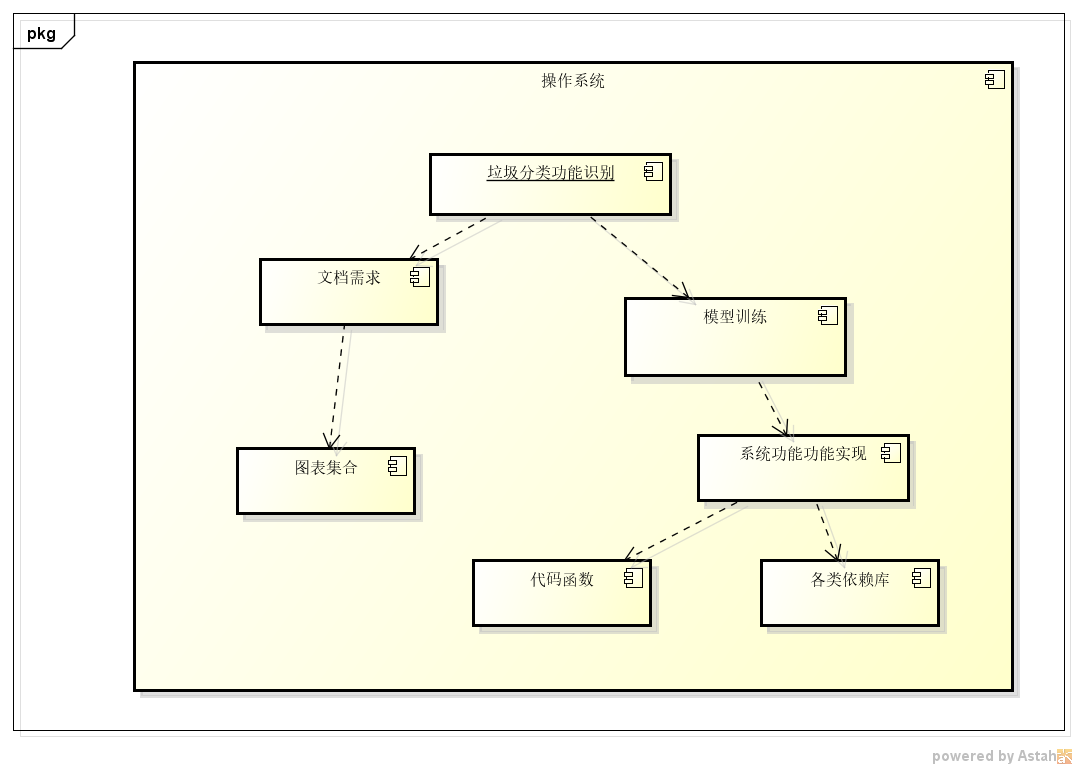 pkg
操作系统
垃圾分类功能识别
文档需求
模型训练
系统功能功能实现
图表集合
代码函数
各类依赖库
powered by Astah